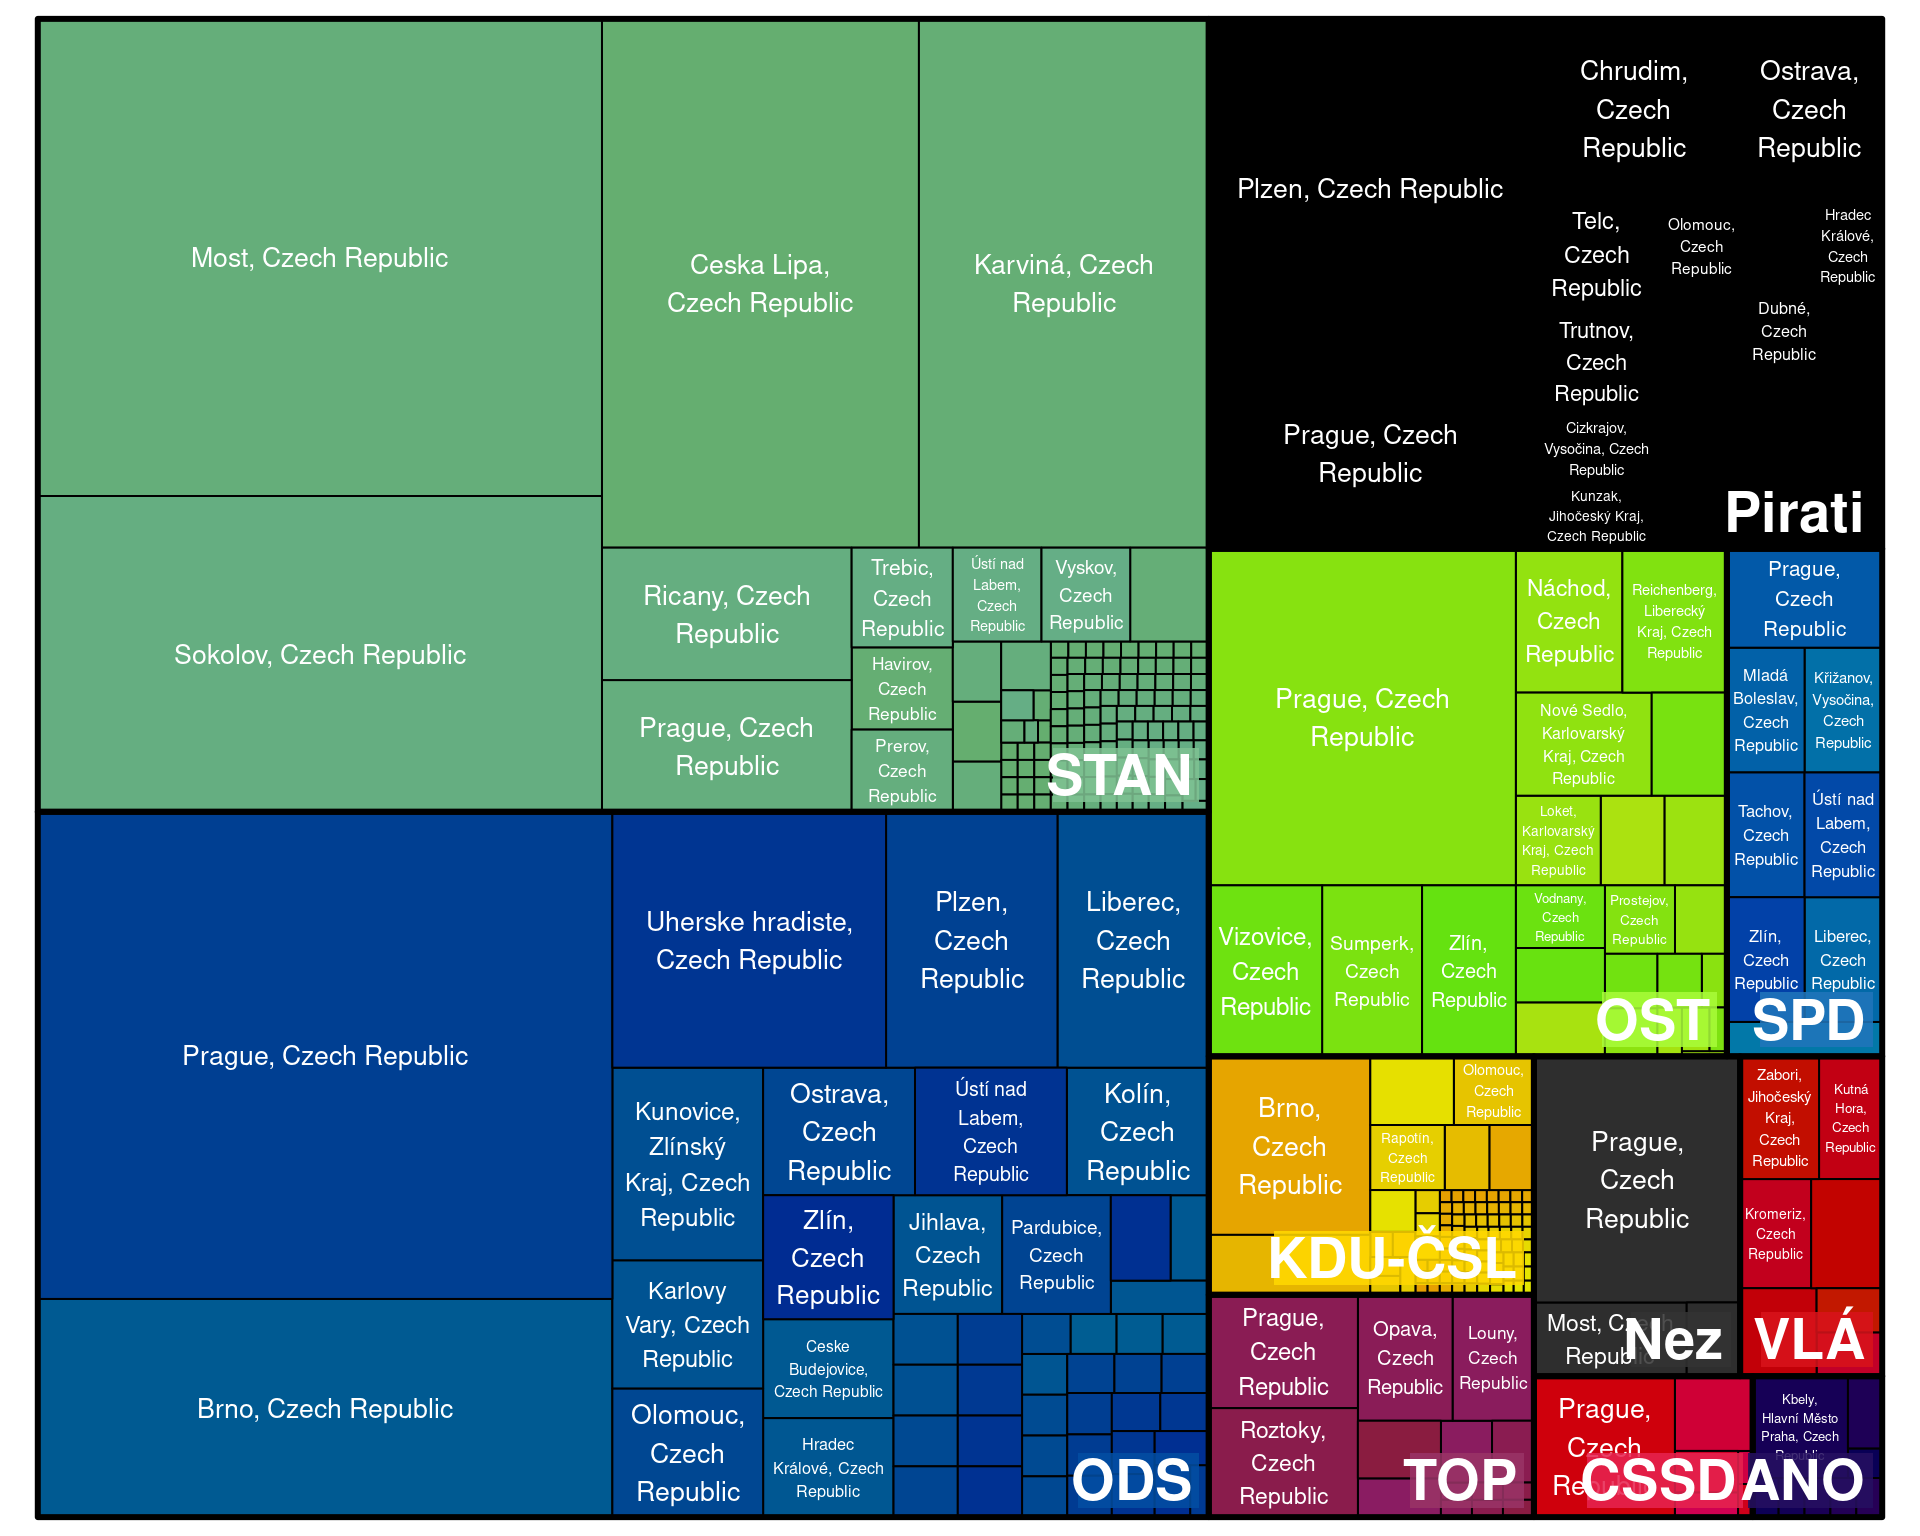 Most, Czech Republic
Sokolov, Czech Republic
Ceska Lipa,
Czech Republic
Karviná, Czech
Republic
Ricany, Czech
Republic
Prague, Czech
Republic
Trebic,
Czech
Republic
Havirov,
Czech
Republic
Prerov,
Czech
Republic
Ústí nad
Labem,
Czech
Republic
Vyskov,
Czech
Republic
STAN
Prague, Czech Republic
Brno, Czech Republic
Uherske hradiste,
Czech Republic
Plzen,
Czech
Republic
Liberec,
Czech
Republic
Kunovice,
Zlínský
Kraj, Czech
Republic
Karlovy
Vary, Czech
Republic
Olomouc,
Czech
Republic
Ostrava,
Czech
Republic
Ústí nad
Labem,
Czech
Republic
Kolín,
Czech
Republic
Zlín,
Czech
Republic
Ceske
Budejovice,
Czech Republic
Hradec
Králové, Czech
Republic
Jihlava,
Czech
Republic
Pardubice,
Czech
Republic
ODS
Plzen, Czech Republic
Prague, Czech
Republic
Chrudim,
Czech
Republic
Ostrava,
Czech
Republic
Telc,
Czech
Republic
Trutnov,
Czech
Republic
Cizkrajov,
Vysočina, Czech
Republic
Kunzak,
Jihočeský Kraj,
Czech Republic
Olomouc,
Czech
Republic
Dubné,
Czech
Republic
Hradec
Králové,
Czech
Republic
Pirati
Prague, Czech
Republic
Vizovice,
Czech
Republic
Sumperk,
Czech
Republic
Zlín,
Czech
Republic
Náchod,
Czech
Republic
Reichenberg,
Liberecký
Kraj, Czech
Republic
Nové Sedlo,
Karlovarský
Kraj, Czech
Republic
Loket,
Karlovarský
Kraj, Czech
Republic
Vodnany,
Czech
Republic
Prostejov,
Czech
Republic
OST
Prague,
Czech
Republic
Mladá
Boleslav,
Czech
Republic
Křižanov,
Vysočina,
Czech
Republic
Tachov,
Czech
Republic
Ústí nad
Labem,
Czech
Republic
Zlín,
Czech
Republic
Liberec,
Czech
Republic
SPD
Brno,
Czech
Republic
Olomouc,
Czech
Republic
Rapotín,
Czech
Republic
KDU-ČSL
Prague,
Czech
Republic
Roztoky,
Czech
Republic
Opava,
Czech
Republic
Louny,
Czech
Republic
TOP
Prague,
Czech
Republic
Most, Czech
Republic
Nez
Zabori,
Jihočeský
Kraj,
Czech
Republic
Kutná
Hora,
Czech
Republic
Kromeriz,
Czech
Republic
VLÁ
Prague,
Czech
Republic
CSSD
Kbely,
Hlavní Město
Praha, Czech
Republic
ANO